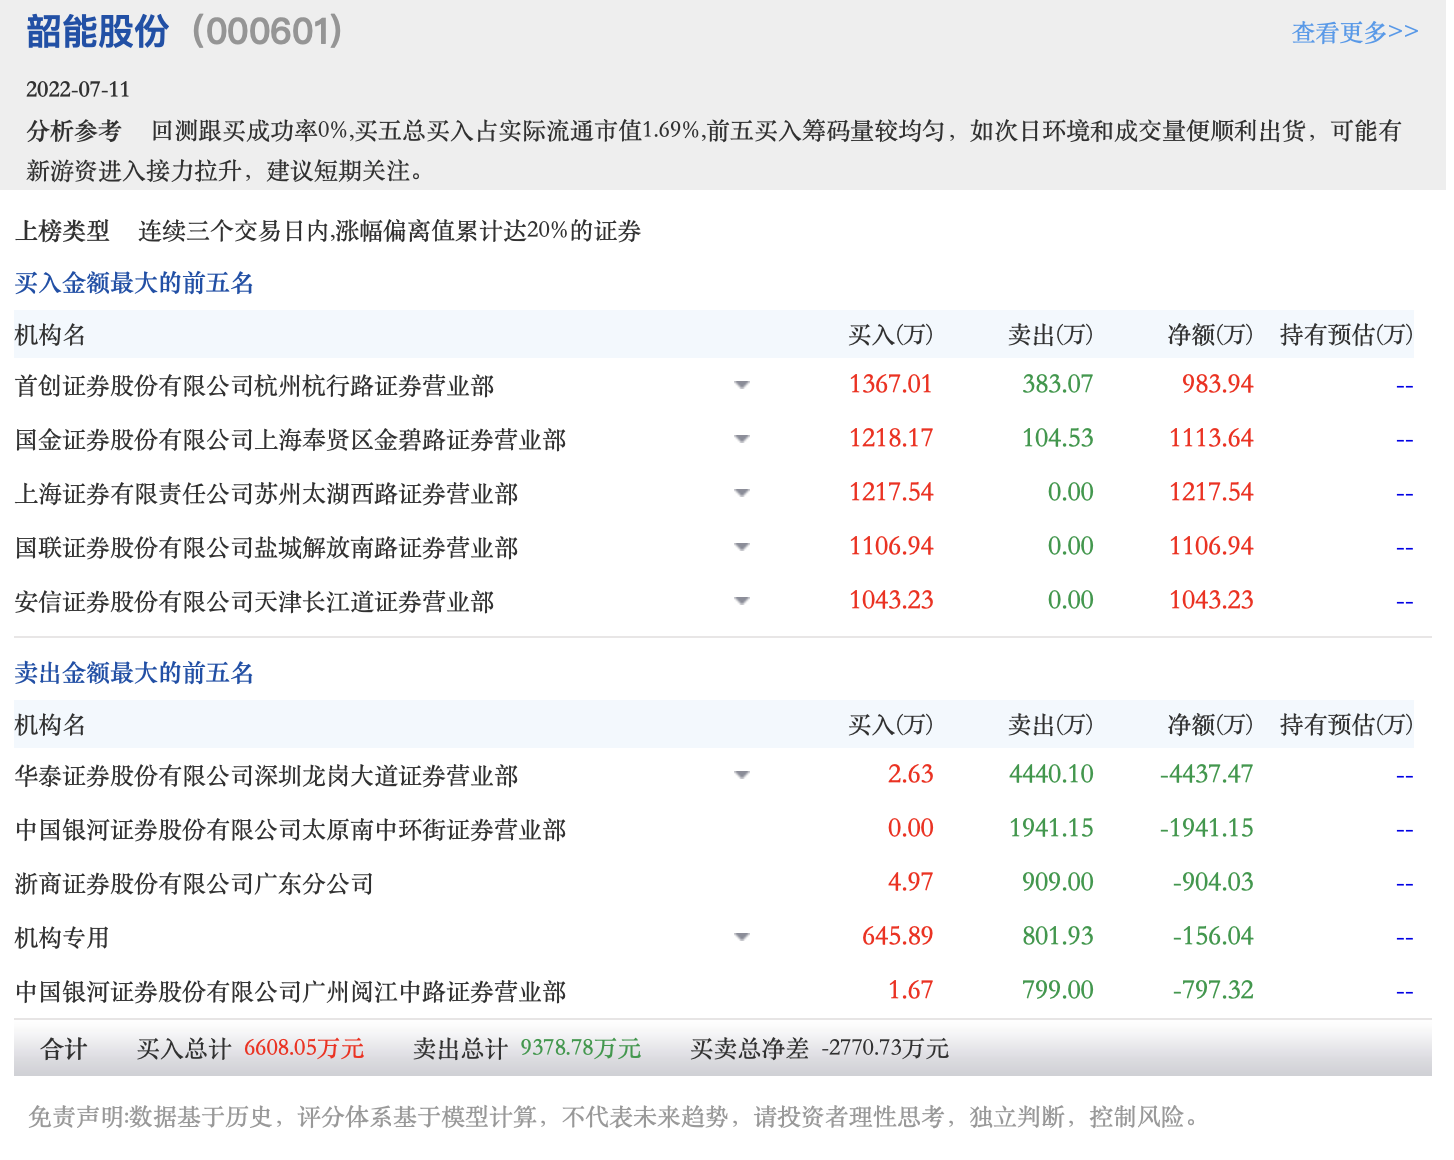 韶能股份（000601） 查看更多>>
2022-07-11
分析参考 回测跟买成功率0%,买五总买入占实际流通市值1.69%,前五买入筹码量较均匀，如次日环境和成交量便顺利出货，可能有
新游资进入接力拉升，建议短期关注。
上榜类型 连续三个交易日内,涨幅偏离值累计达20%的证券
买入金额最大的前五名
机构名 买入(万) 卖出(万) 净额(万) 持有预估(万)
首创证券股份有限公司杭州杭行路证券营业部 1367.01 383.07 983.94 --
国金证券股份有限公司上海奉贤区金碧路证券营业部 1218.17 104.53 1113.64 --
上海证券有限责任公司苏州太湖西路证券营业部 1217.54 0.00 1217.54 --
国联证券股份有限公司盐城解放南路证券营业部 1106.94 0.00 1106.94 --
安信证券股份有限公司天津长江道证券营业部 1043.23 0.00 1043.23 --
卖出金额最大的前五名
机构名 买入(万) 卖出(万) 净额(万) 持有预估(万)
华泰证券股份有限公司深圳龙岗大道证券营业部 2.63 4440.10 -4437.47 --
中国银河证券股份有限公司太原南中环街证券营业部 0.00 1941.15 -1941.15 --
浙商证券股份有限公司广东分公司 4.97 909.00 -904.03 --
机构专用 645.89 801.93 -156.04 --
中国银河证券股份有限公司广州阅江中路证券营业部 1.67 799.00 -797.32 --
合计 买入总计 6608.05万元 卖出总计 9378.78万元 买卖总净差 -2770.73万元
免责声明:数据基于历史，评分体系基于模型计算，不代表未来趋势，请投资者理性思考，独立判断，控制风险。